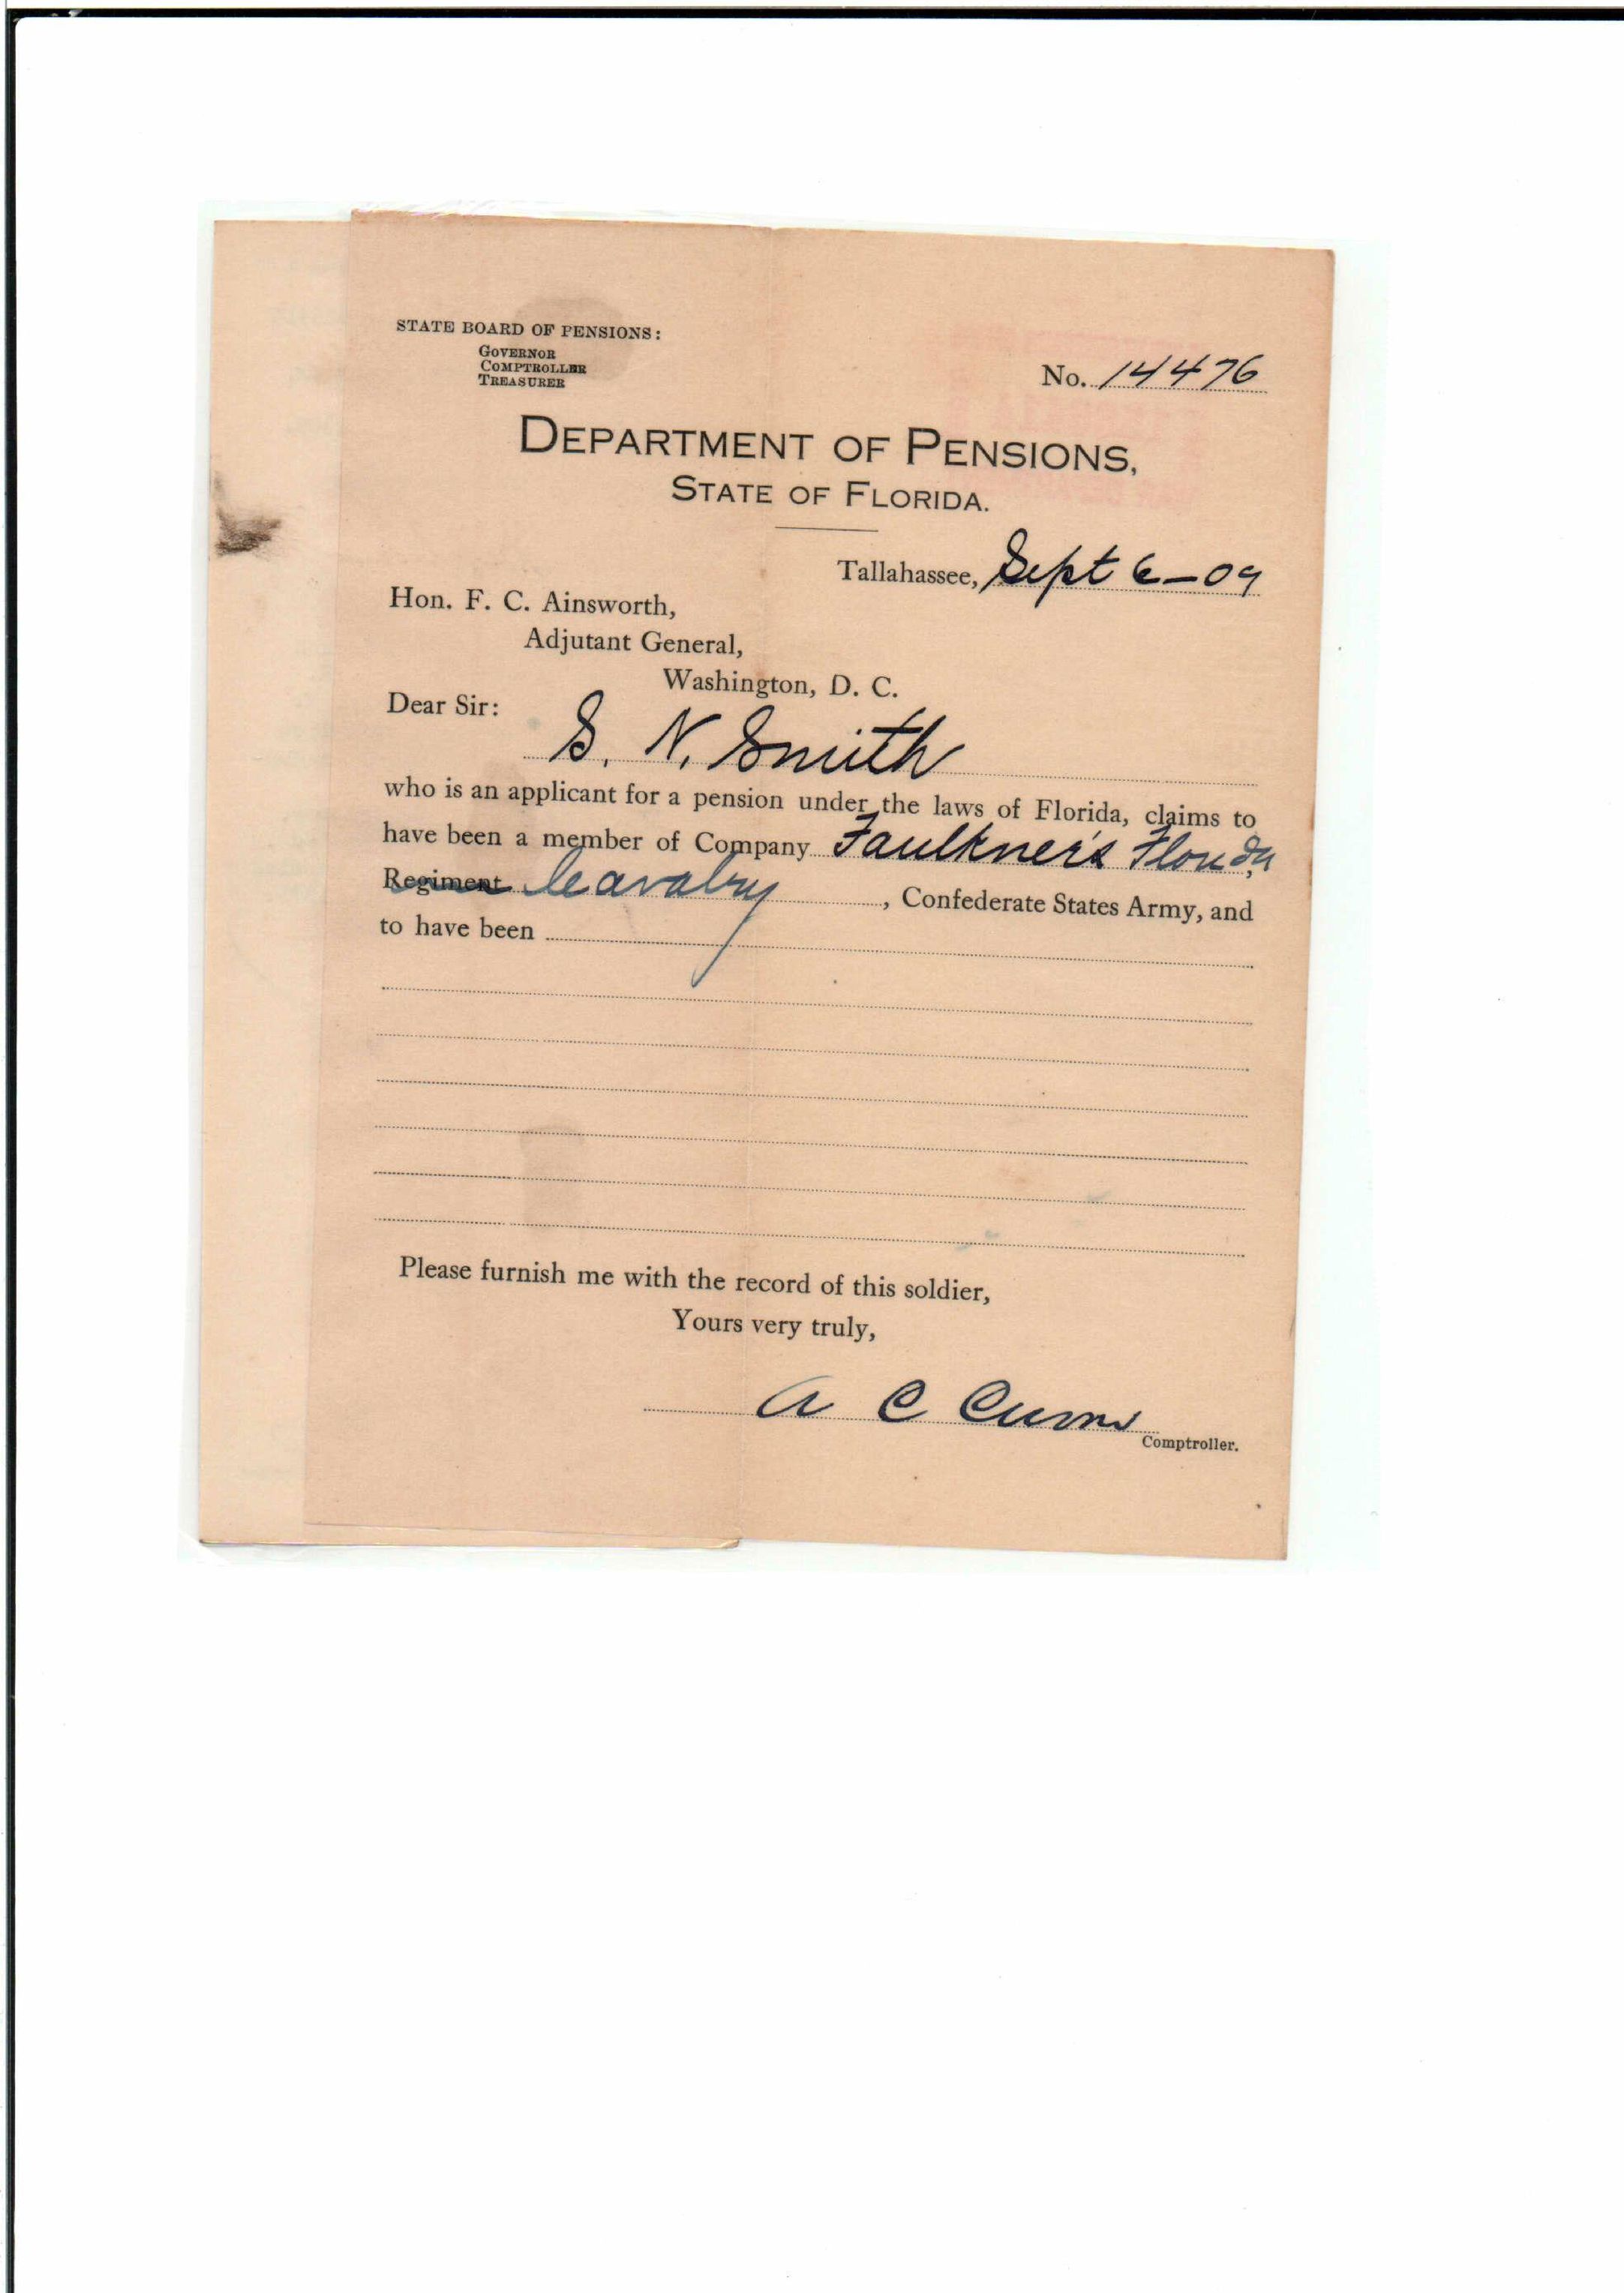 STATE BOARD OF PENSIONS:
GOVERNOR
COMPTROLLER
TREASURER
No. 14476
DEPARTMENT OF PENSIONS,
STATE OF FLORIDA.
Tallahassee, Sept 6-09
Hon. F. C. Ainsworth,
Adjutant General,
Washington, D. C.
Dear Sir:
S. N. Smith
who is an applicant for a pension under the laws of Florida, claims to
have been a member of Company Faulkner's Florida,
Regiment Cavalry, Confederate States Army, and
to have been
Please furnish me with the record of this soldier,
Yours very truly,
A C Croom
Comptroller.